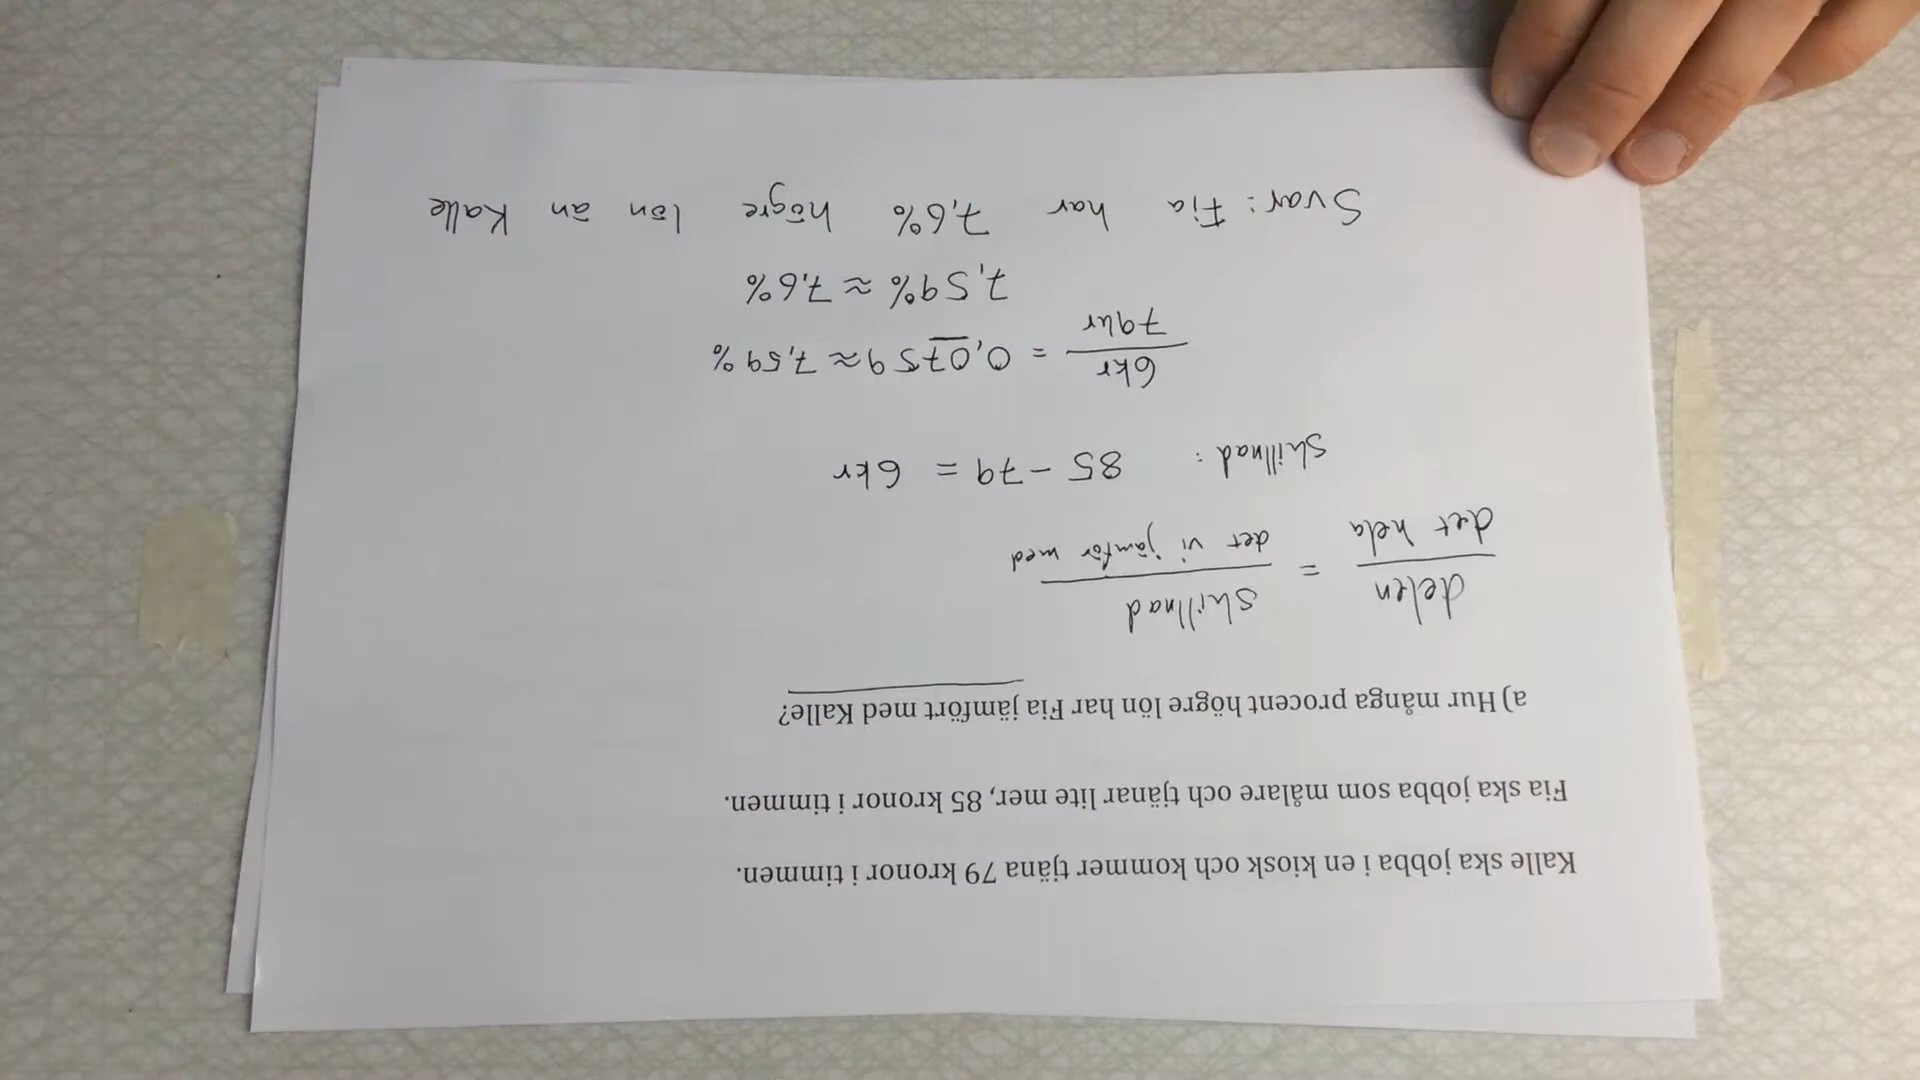 Kalle ska jobba i en kiosk och kommer tjäna 79 kronor i timmen.
Fia ska jobba som målare och tjänar lite mer, 85 kronor i timmen.
a) Hur många procent högre lön har Fia jämfört med Kalle?
delen / det hela = skillnad / det vi jämför med
skillnad: 85 - 79 = 6kr
6kr / 79kr = 0,0759 ≈ 7,59%
7,59% ≈ 7,6%
Svar: Fia har 7,6% högre lön än Kalle